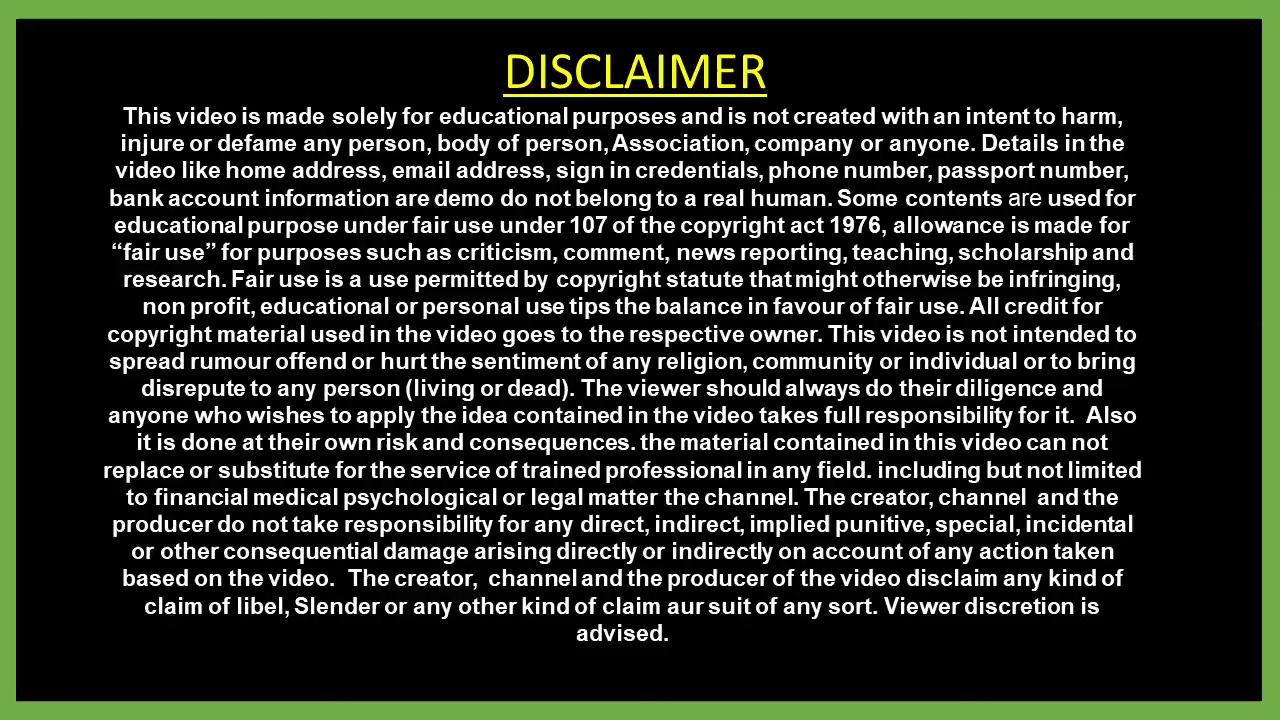 DISCLAIMER
This video is made solely for educational purposes and is not created with an intent to harm,
injure or defame any person, body of person, Association, company or anyone. Details in the
video like home address, email address, sign in credentials, phone number, passport number,
bank account information are demo do not belong to a real human. Some contents are used for
educational purpose under fair use under 107 of the copyright act 1976, allowance is made for
“fair use” for purposes such as criticism, comment, news reporting, teaching, scholarship and
research. Fair use is a use permitted by copyright statute that might otherwise be infringing,
non profit, educational or personal use tips the balance in favour of fair use. All credit for
copyright material used in the video goes to the respective owner. This video is not intended to
spread rumour offend or hurt the sentiment of any religion, community or individual or to bring
disrepute to any person (living or dead). The viewer should always do their diligence and
anyone who wishes to apply the idea contained in the video takes full responsibility for it. Also
it is done at their own risk and consequences. the material contained in this video can not
replace or substitute for the service of trained professional in any field. including but not limited
to financial medical psychological or legal matter the channel. The creator, channel and the
producer do not take responsibility for any direct, indirect, implied punitive, special, incidental
or other consequential damage arising directly or indirectly on account of any action taken
based on the video. The creator, channel and the producer of the video disclaim any kind of
claim of libel, Slender or any other kind of claim aur suit of any sort. Viewer discretion is
advised.